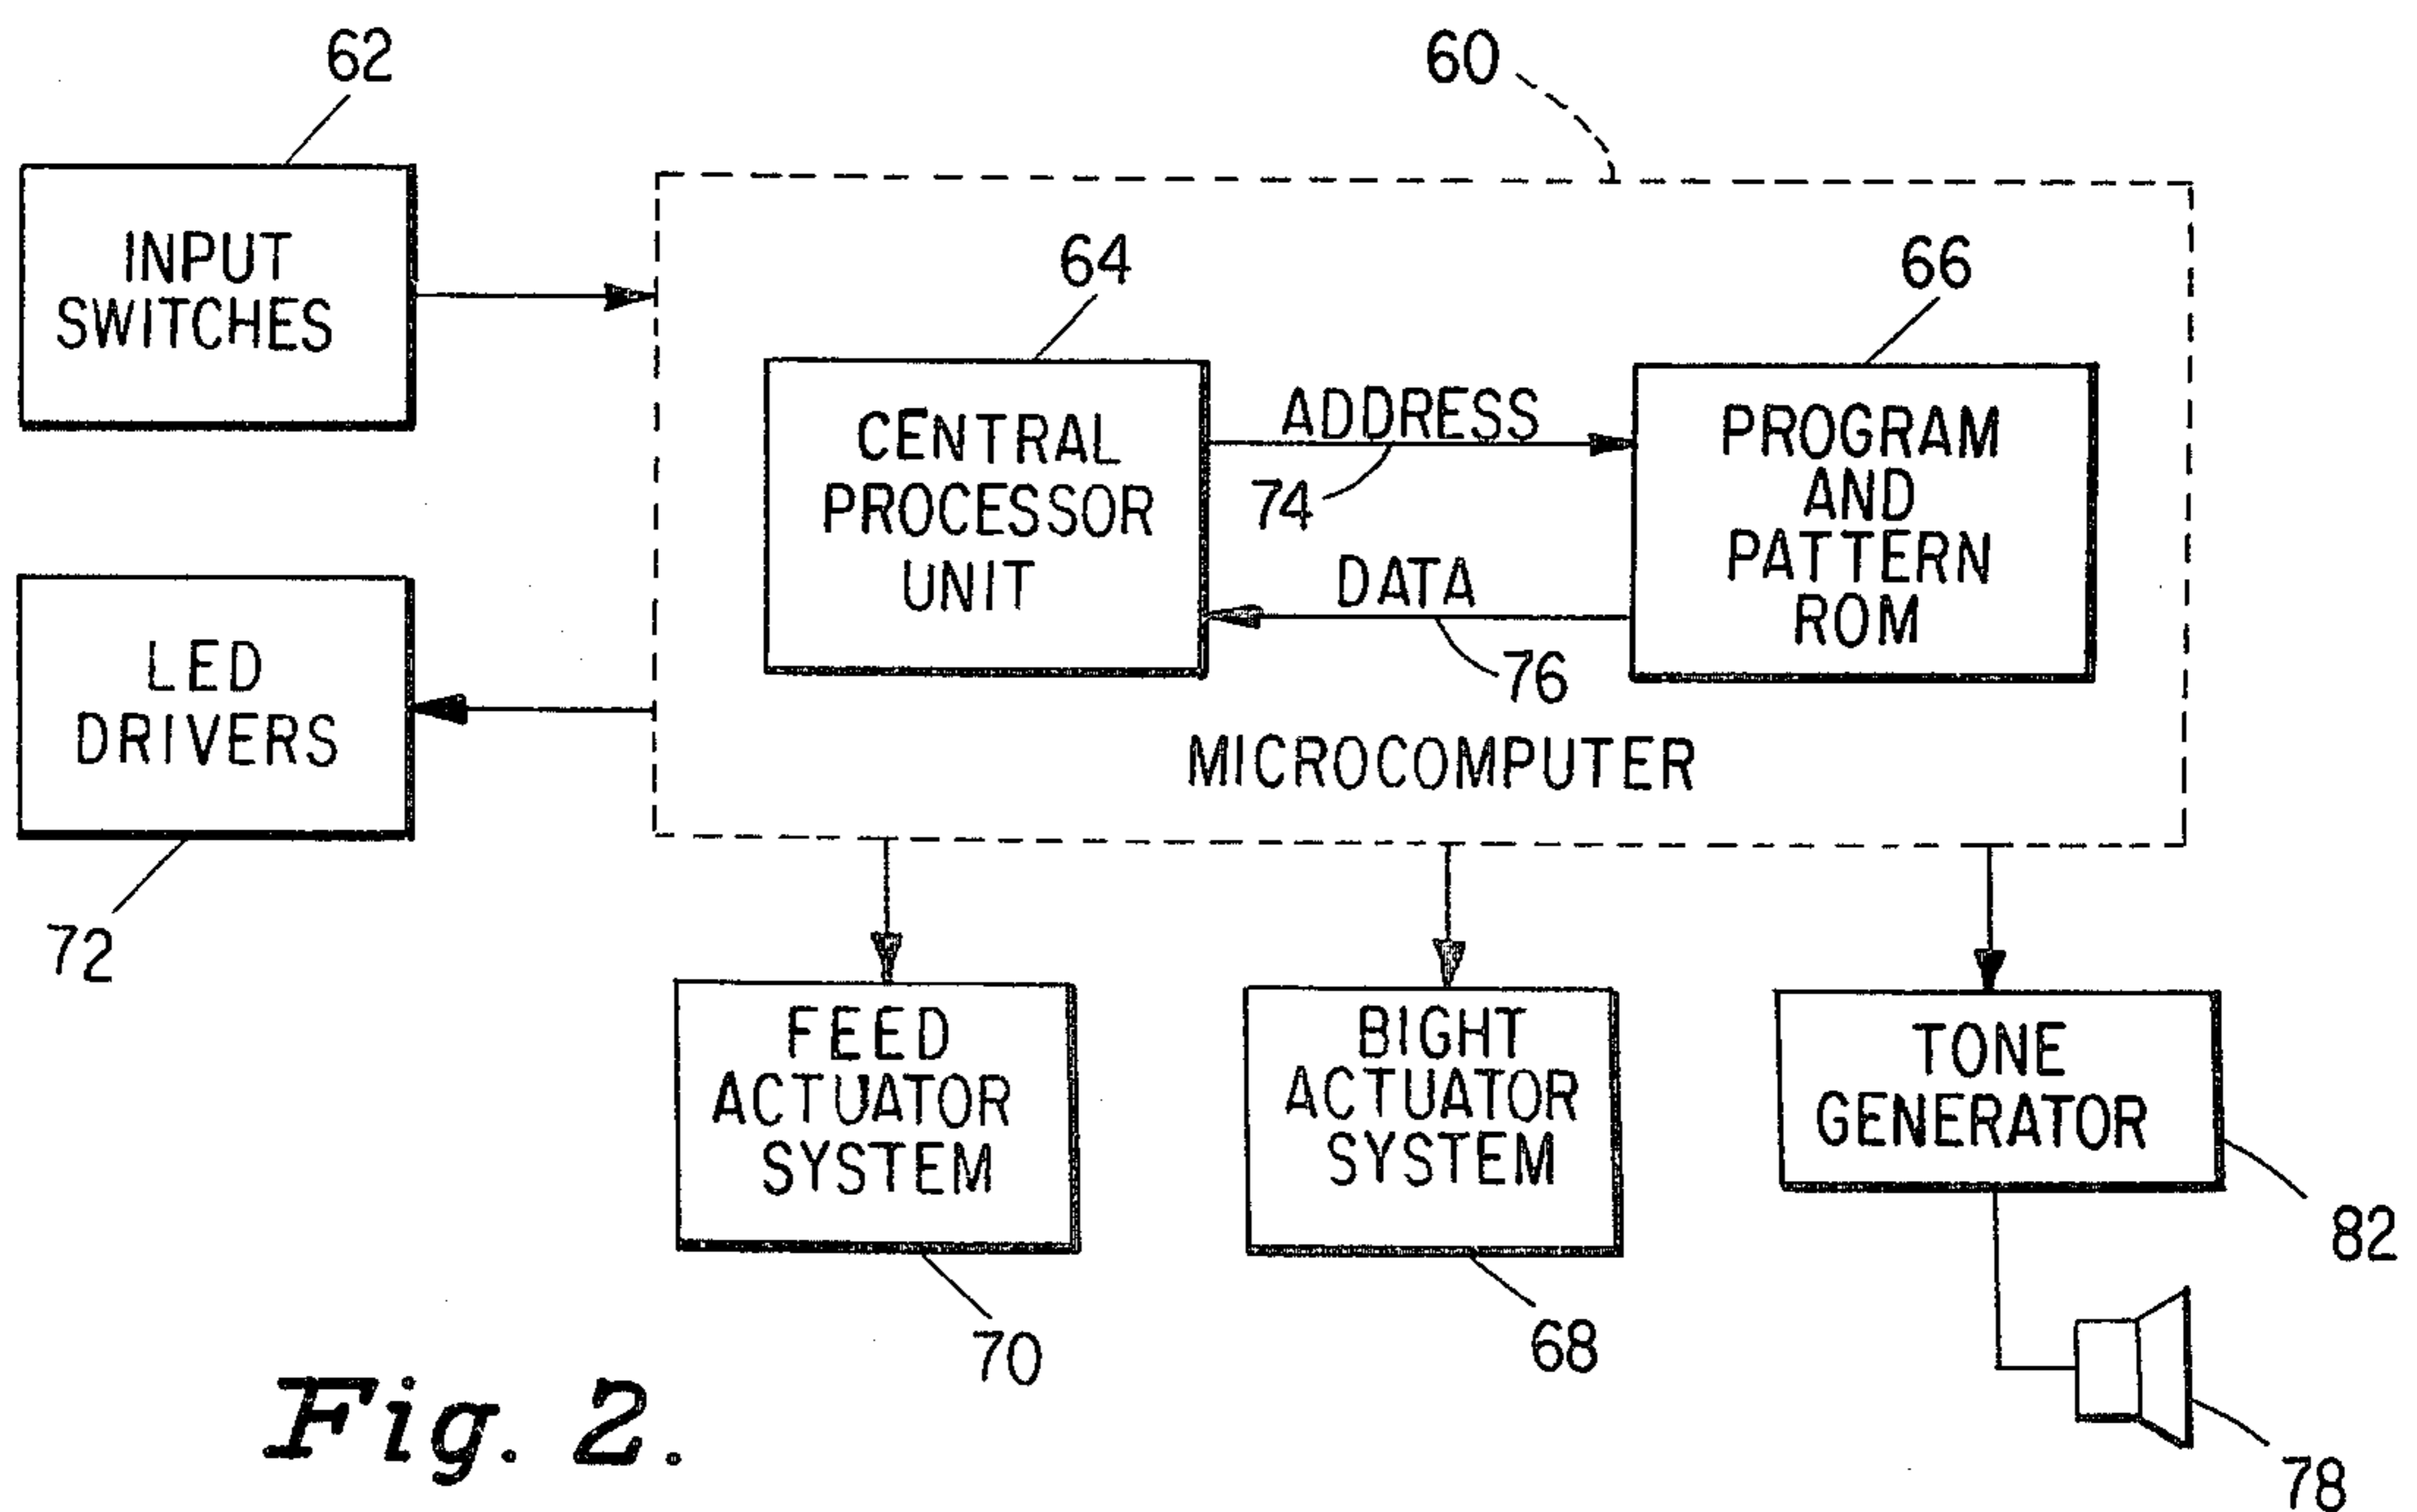 62
60
INPUT
SWITCHES
64
66
CENTRAL
PROCESSOR
UNIT
ADDRESS
74
DATA
76
PROGRAM
AND
PATTERN
ROM
MICROCOMPUTER
LED
DRIVERS
72
FEED
ACTUATOR
SYSTEM
70
BIGHT
ACTUATOR
SYSTEM
68
TONE
GENERATOR
82
78
Fig. 2.